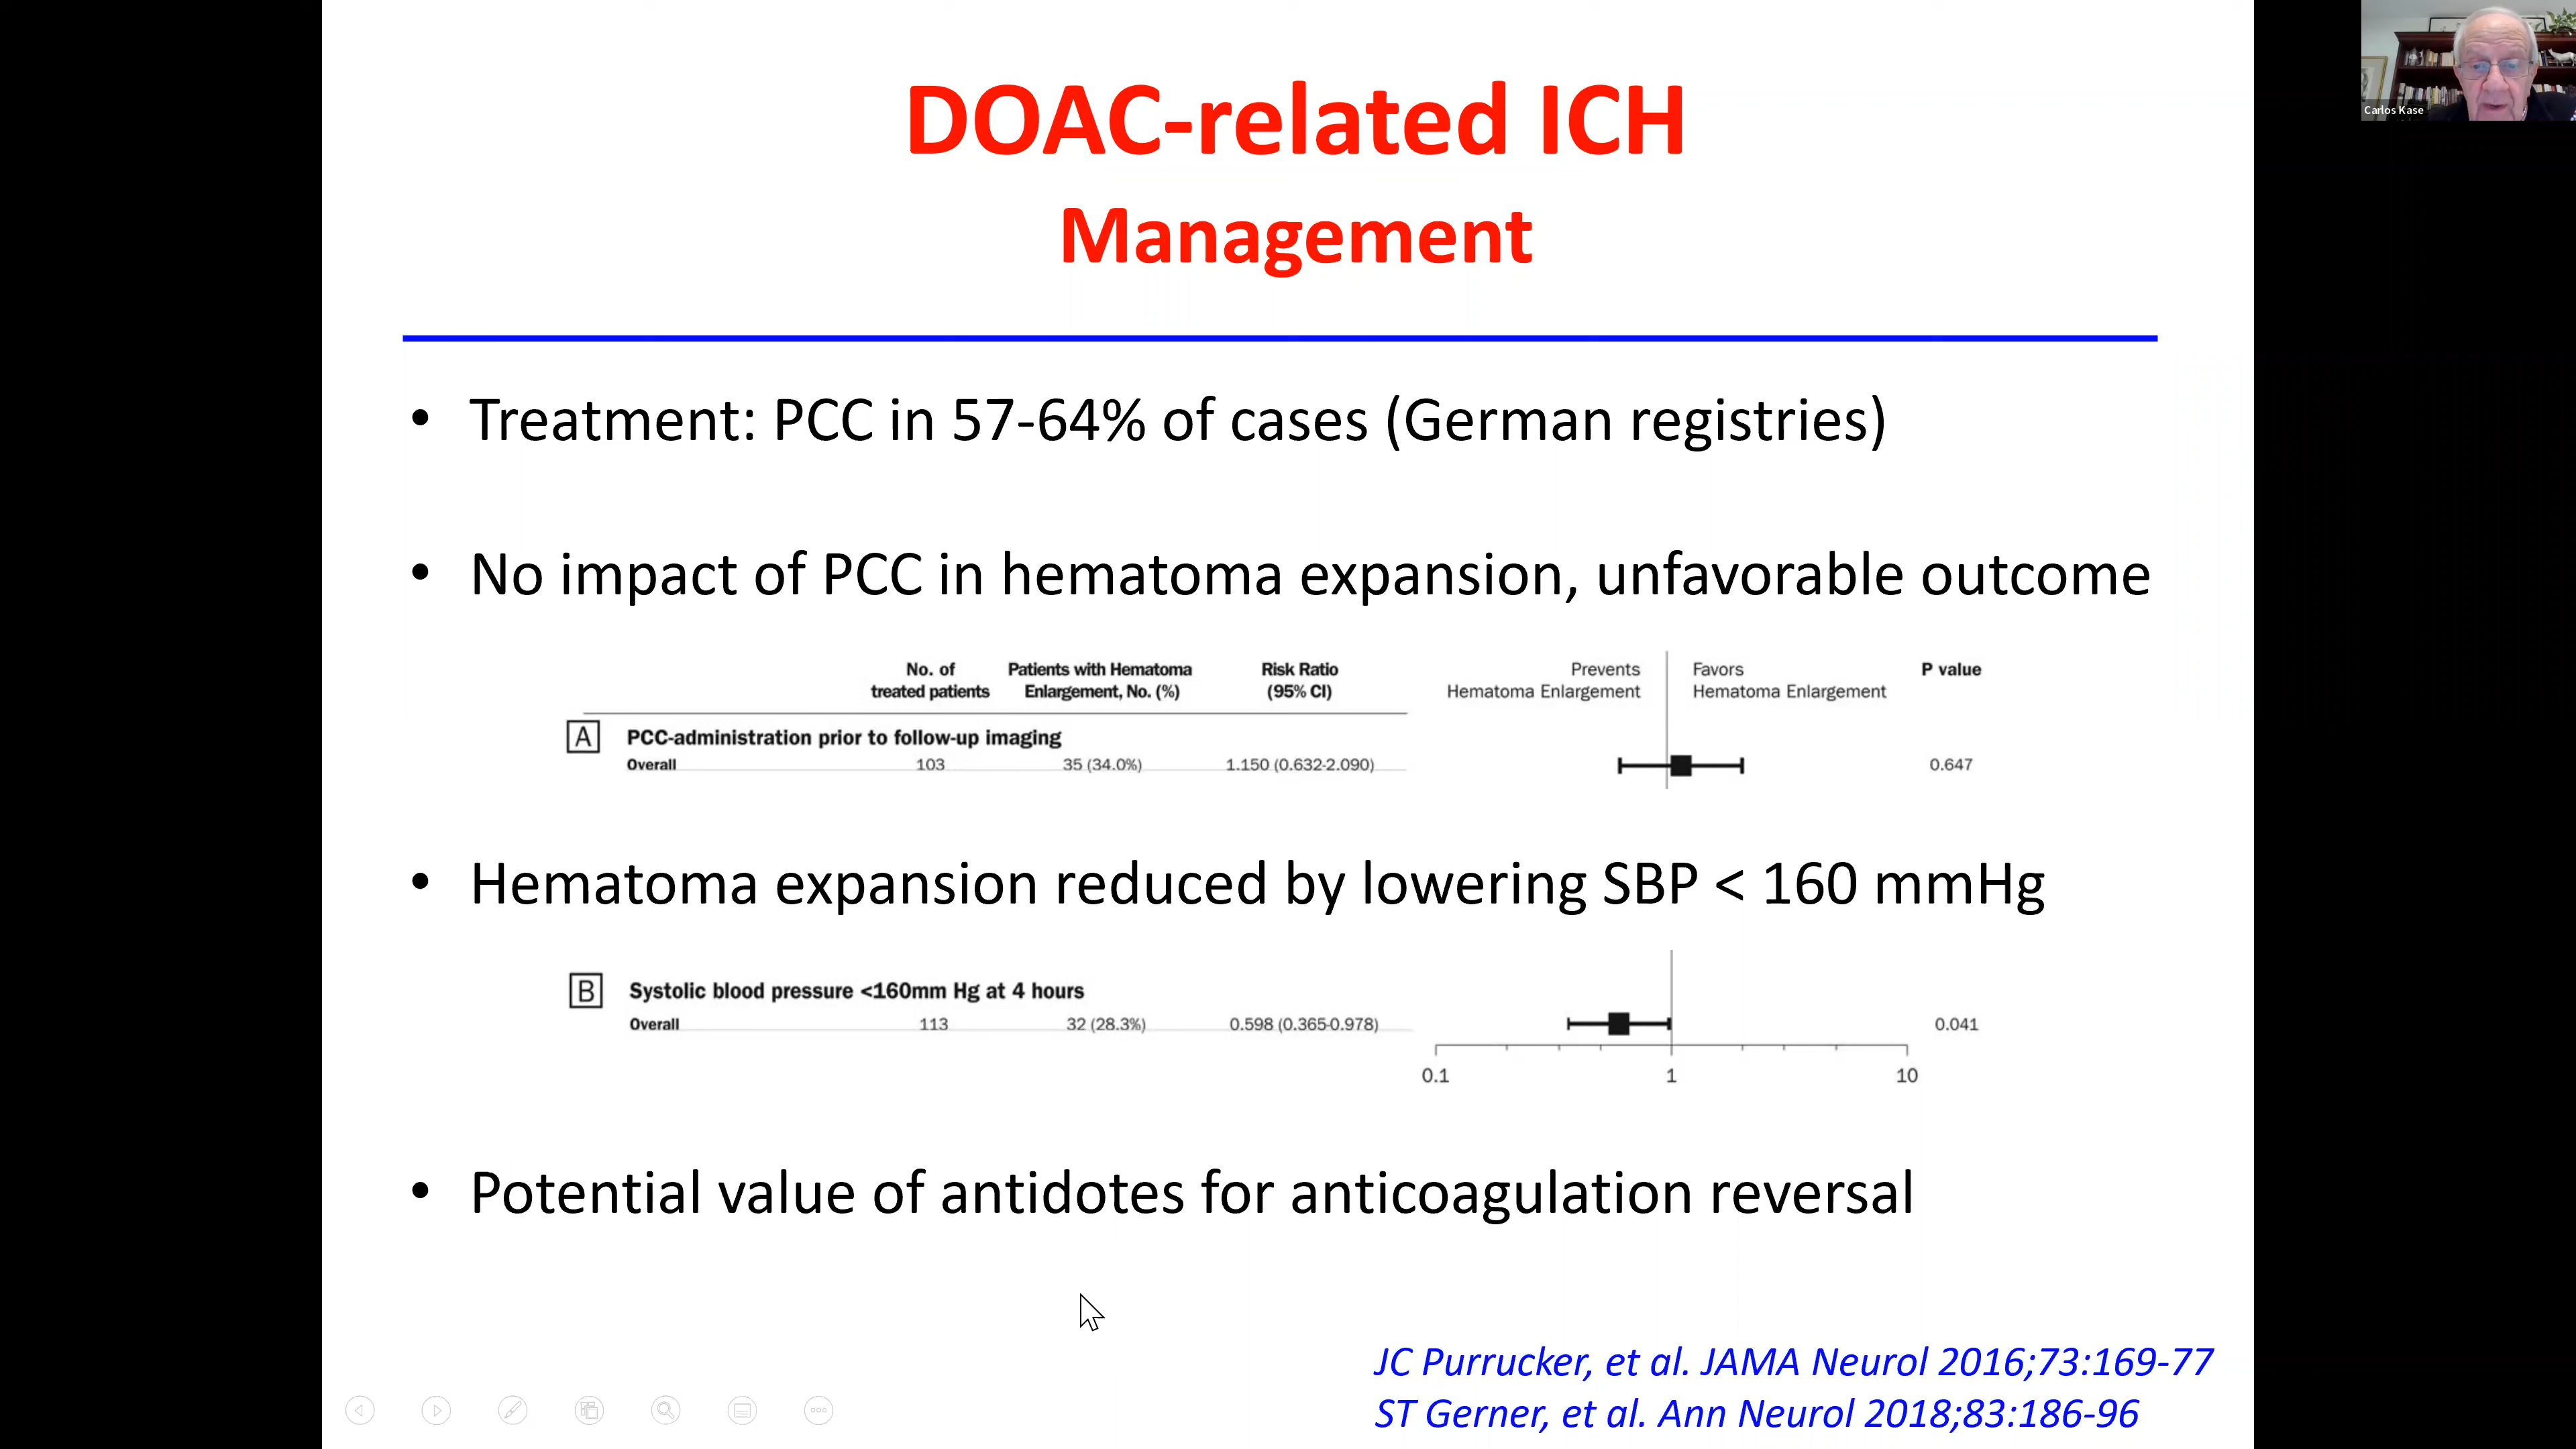 DOAC-related ICH
Management
Carlos Kase
• Treatment: PCC in 57-64% of cases (German registries)
• No impact of PCC in hematoma expansion, unfavorable outcome
No. of treated patients Patients with Hematoma Enlargement, No. (%) Risk Ratio (95% CI) Prevents Hematoma Enlargement Favors Hematoma Enlargement P value
A PCC-administration prior to follow-up imaging
Overall 103 35 (34.0%) 1.150 (0.632-2.090) 0.647
• Hematoma expansion reduced by lowering SBP < 160 mmHg
B Systolic blood pressure <160mm Hg at 4 hours
Overall 113 32 (28.3%) 0.598 (0.365-0.978) 0.041
0.1 1 10
• Potential value of antidotes for anticoagulation reversal
JC Purrucker, et al. JAMA Neurol 2016;73:169-77
ST Gerner, et al. Ann Neurol 2018;83:186-96